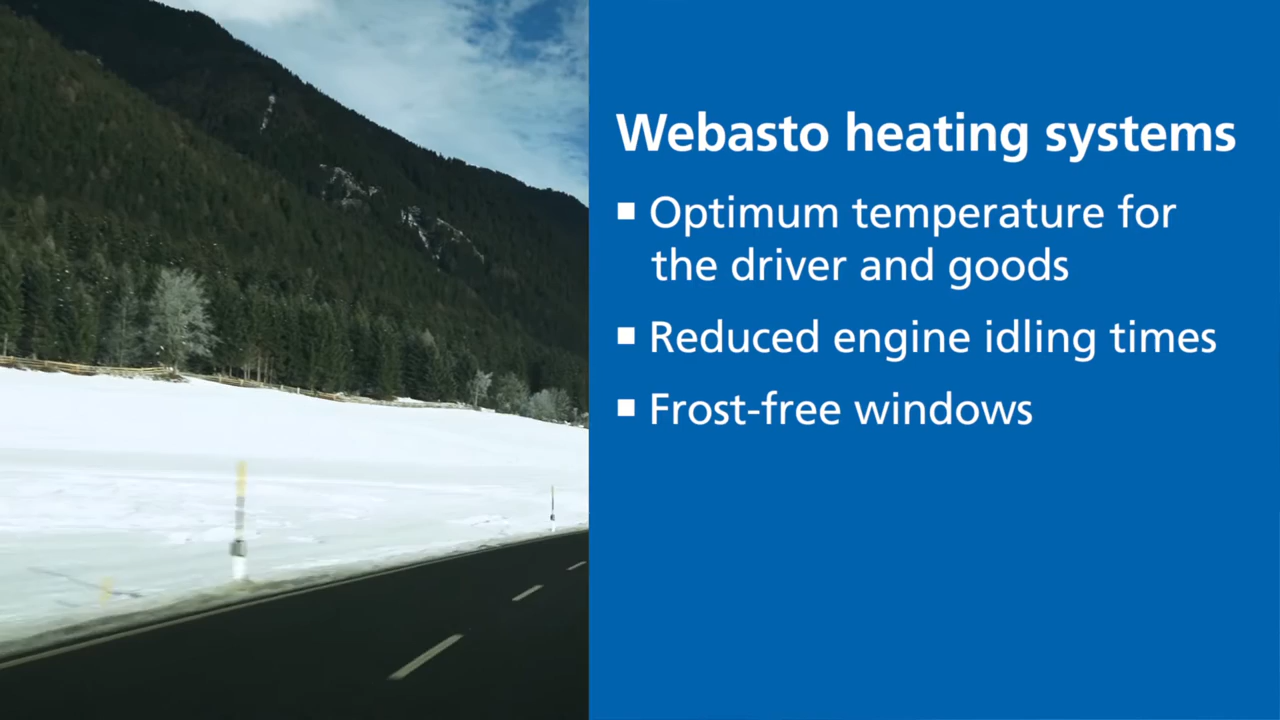 Webasto heating systems
▪ Optimum temperature for
the driver and goods
▪ Reduced engine idling times
▪ Frost-free windows